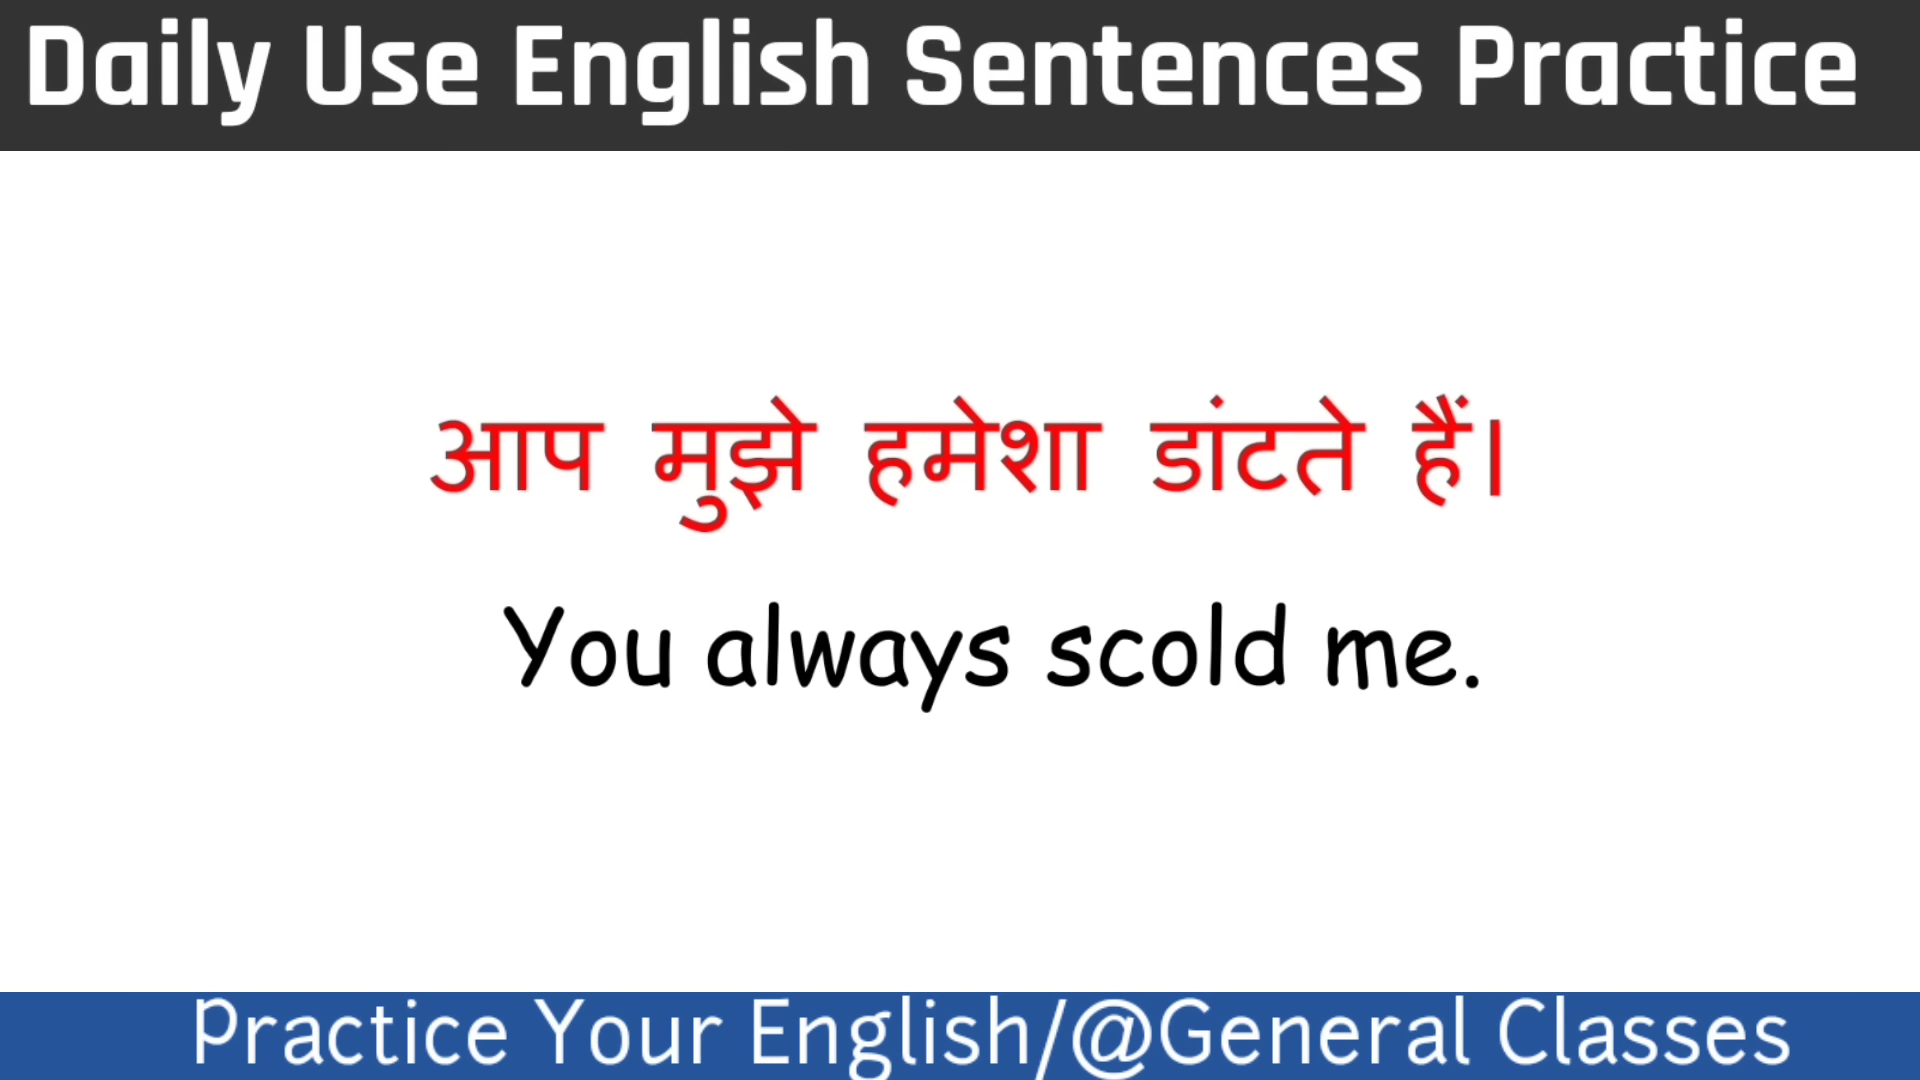 Daily Use English Sentences Practice
आप मुझे हमेशा डांटते हैं।
You always scold me.
Practice Your English/@General Classes